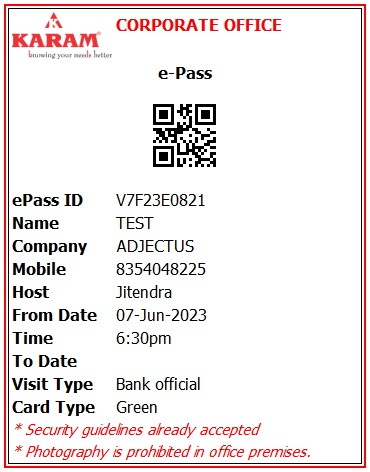 KARAM®
knowing your needs better
CORPORATE OFFICE
e-Pass
ePass ID V7F23E0821
Name TEST
Company ADJECTUS
Mobile 8354048225
Host Jitendra
From Date 07-Jun-2023
Time 6:30pm
To Date
Visit Type Bank official
Card Type Green
* Security guidelines already accepted
* Photography is prohibited in office premises.